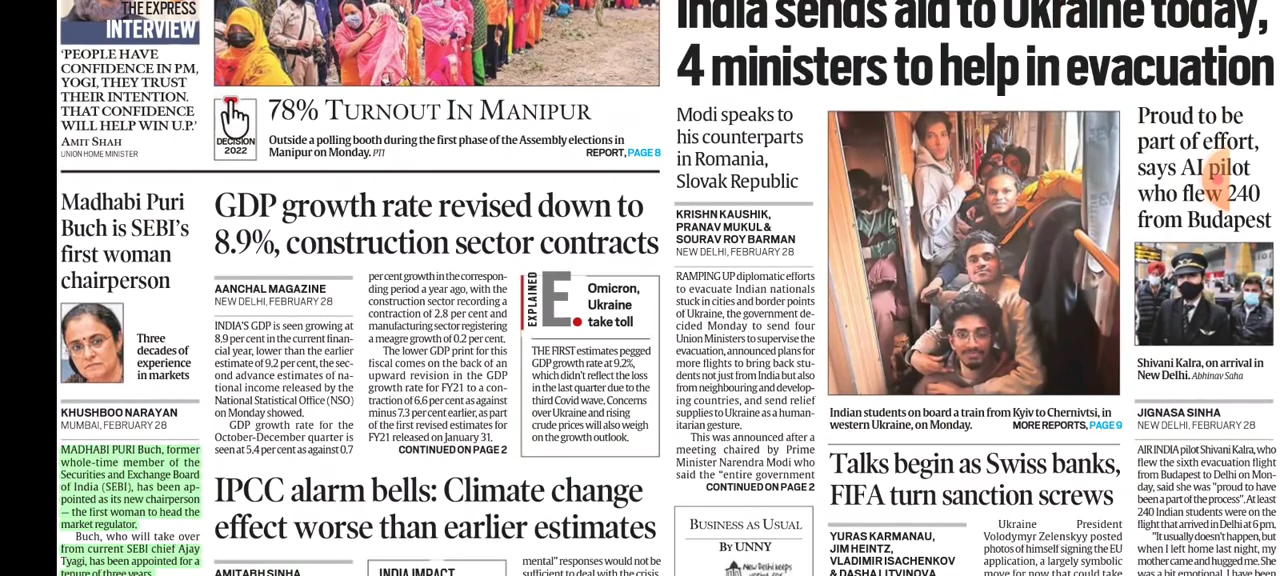 THE EXPRESS
INTERVIEW
'PEOPLE HAVE
CONFIDENCE IN PM,
YOGI, THEY TRUST
THEIR INTENTION.
THAT CONFIDENCE
WILL HELP WIN U.P.'
AMIT SHAH
UNION HOME MINISTER
DECISION
2022
78% TURNOUT IN MANIPUR
Outside a polling booth during the first phase of the Assembly elections in
Manipur on Monday. PTI
REPORT, PAGE 8
Madhabi Puri
Buch is SEBI's
first woman
chairperson
Three
decades of
experience
in markets
KHUSHBOO NARAYAN
MUMBAI, FEBRUARY 28
MADHABI PURI Buch, former
whole-time member of the
Securities and Exchange Board
of India (SEBI), has been ap-
pointed as its new chairperson
— the first woman to head the
market regulator.
Buch, who will take over
from current SEBI chief Ajay
Tyagi, has been appointed for a
tenure of three years.
GDP growth rate revised down to
8.9%, construction sector contracts
AANCHAL MAGAZINE
NEW DELHI, FEBRUARY 28
INDIA'S GDP is seen growing at
8.9 per cent in the current finan-
cial year, lower than the earlier
estimate of 9.2 per cent, the sec-
ond advance estimates of na-
tional income released by the
National Statistical Office (NSO)
on Monday showed.
GDP growth rate for the
October-December quarter is
seen at 5.4 per cent as against 0.7
per cent growth in the correspon-
ding period a year ago, with the
construction sector recording a
contraction of 2.8 per cent and
manufacturing sector registering
a meagre growth of 0.2 per cent.
The lower GDP print for this
fiscal comes on the back of an
upward revision in the GDP
growth rate for FY21 to a con-
traction of 6.6 per cent as against
minus 7.3 per cent earlier, as part
of the first revised estimates for
FY21 released on January 31.
CONTINUED ON PAGE 2
EXPLAINED
E.
Omicron,
Ukraine
take toll
THE FIRST estimates pegged
GDP growth rate at 9.2%,
which didn't reflect the loss
in the last quarter due to the
third Covid wave. Concerns
over Ukraine and rising
crude prices will also weigh
on the growth outlook.
IPCC alarm bells: Climate change
effect worse than earlier estimates
AMITABH SINHA
INDIA IMPACT
mental" responses would not be
sufficient to deal with the crisis
India sends aid to Ukraine today,
4 ministers to help in evacuation
Modi speaks to
his counterparts
in Romania,
Slovak Republic
KRISHN KAUSHIK,
PRANAV MUKUL &
SOURAV ROY BARMAN
NEW DELHI, FEBRUARY 28
RAMPING UP diplomatic efforts
to evacuate Indian nationals
stuck in cities and border points
of Ukraine, the government de-
cided Monday to send four
Union Ministers to supervise the
evacuation, announced plans for
more flights to bring back stu-
dents not just from India but also
from neighbouring and develop-
ing countries, and send relief
supplies to Ukraine as a human-
itarian gesture.
This was announced after a
meeting chaired by Prime
Minister Narendra Modi who
said the "entire government
CONTINUED ON PAGE 2
BUSINESS AS USUAL
BY UNNY
New Delhi keeps
Indian students on board a train from Kyiv to Chernivtsi, in
western Ukraine, on Monday.
MORE REPORTS, PAGE 9
Talks begin as Swiss banks,
FIFA turn sanction screws
YURAS KARMANAU,
JIM HEINTZ,
VLADIMIR ISACHENKOV
& DASHA LITVINOVA
Ukraine President
Volodymyr Zelenskyy posted
photos of himself signing the EU
application, a largely symbolic
move for now that could take
Proud to be
part of effort,
says AI pilot
who flew 240
from Budapest
Shivani Kalra, on arrival in
New Delhi. Abhinav Saha
JIGNASA SINHA
NEW DELHI, FEBRUARY 28
AIR INDIA pilot Shivani Kalra, who
flew the sixth evacuation flight
from Budapest to Delhi on Mon-
day, said she was "proud to have
been a part of the process". At least
240 Indian students were on the
flight that arrived in Delhi at 6 pm.
"It usually doesn't happen, but
when I left home last night, my
mother came and hugged me. She
was a bit emotional. I have been